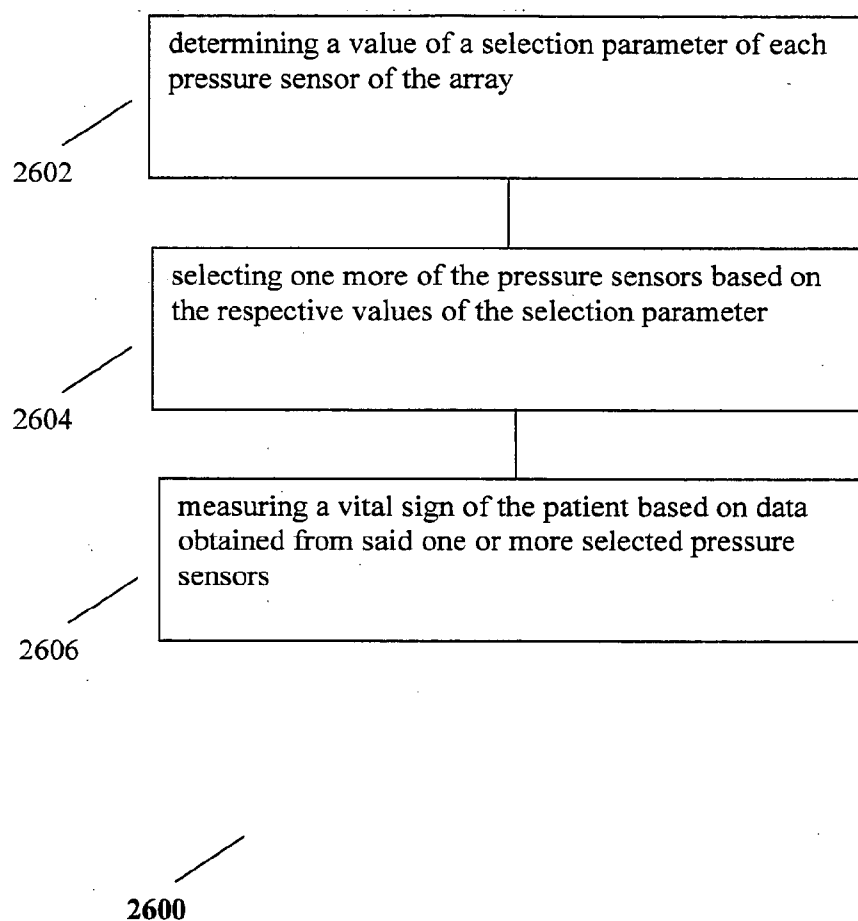 determining a value of a selection parameter of each
pressure sensor of the array
2602
selecting one more of the pressure sensors based on
the respective values of the selection parameter
2604
measuring a vital sign of the patient based on data
obtained from said one or more selected pressure
sensors
2606
2600